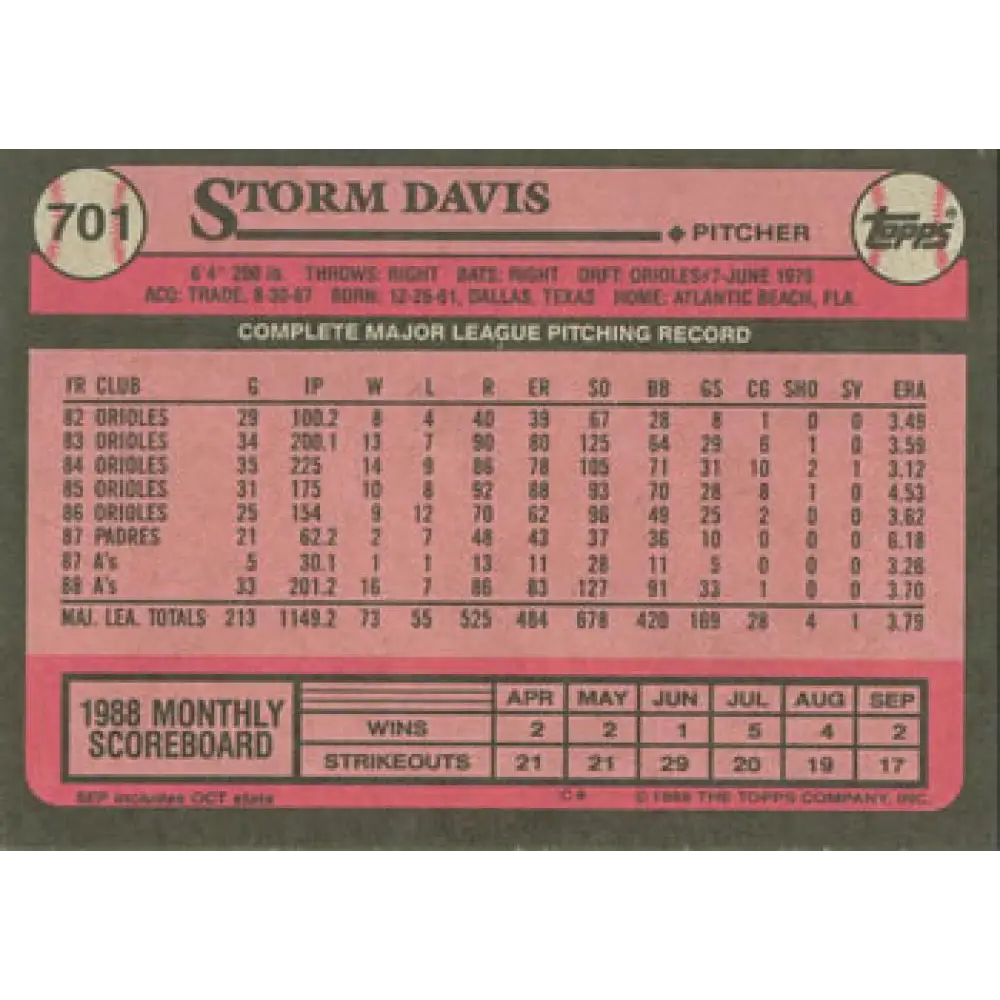 701
STORM DAVIS
PITCHER
Topps®
6'4" 200 lb. THROWS: RIGHT BATS: RIGHT DRFT: ORIOLES #7-JUNE 1979
ACQ: TRADE, 8-30-87 BORN: 12-26-61, DALLAS, TEXAS HOME: ATLANTIC BEACH, FLA.
COMPLETE MAJOR LEAGUE PITCHING RECORD
YR CLUB G IP W L R ER SO BB GS CG SHO SV ERA
82 ORIOLES 29 100.2 8 4 40 39 67 28 8 1 0 0 3.49
83 ORIOLES 34 200.1 13 7 90 80 125 64 29 6 1 0 3.59
84 ORIOLES 35 225 14 9 86 78 105 71 31 10 2 1 3.12
85 ORIOLES 31 175 10 8 92 88 93 70 28 8 1 0 4.53
86 ORIOLES 25 154 9 12 70 62 96 49 25 2 0 0 3.62
87 PADRES 21 62.2 2 7 48 43 37 36 10 0 0 0 6.18
87 A's 5 30.1 1 1 13 11 28 11 5 0 0 0 3.26
88 A's 33 201.2 16 7 86 83 127 91 33 1 0 0 3.70
MAJ. LEA. TOTALS 213 1149.2 73 55 525 484 678 420 169 28 4 1 3.79
1988 MONTHLY SCOREBOARD
APR MAY JUN JUL AUG SEP
WINS 2 2 1 5 4 2
STRIKEOUTS 21 21 29 20 19 17
SEP includes OCT stats
© 1989 THE TOPPS COMPANY, INC.